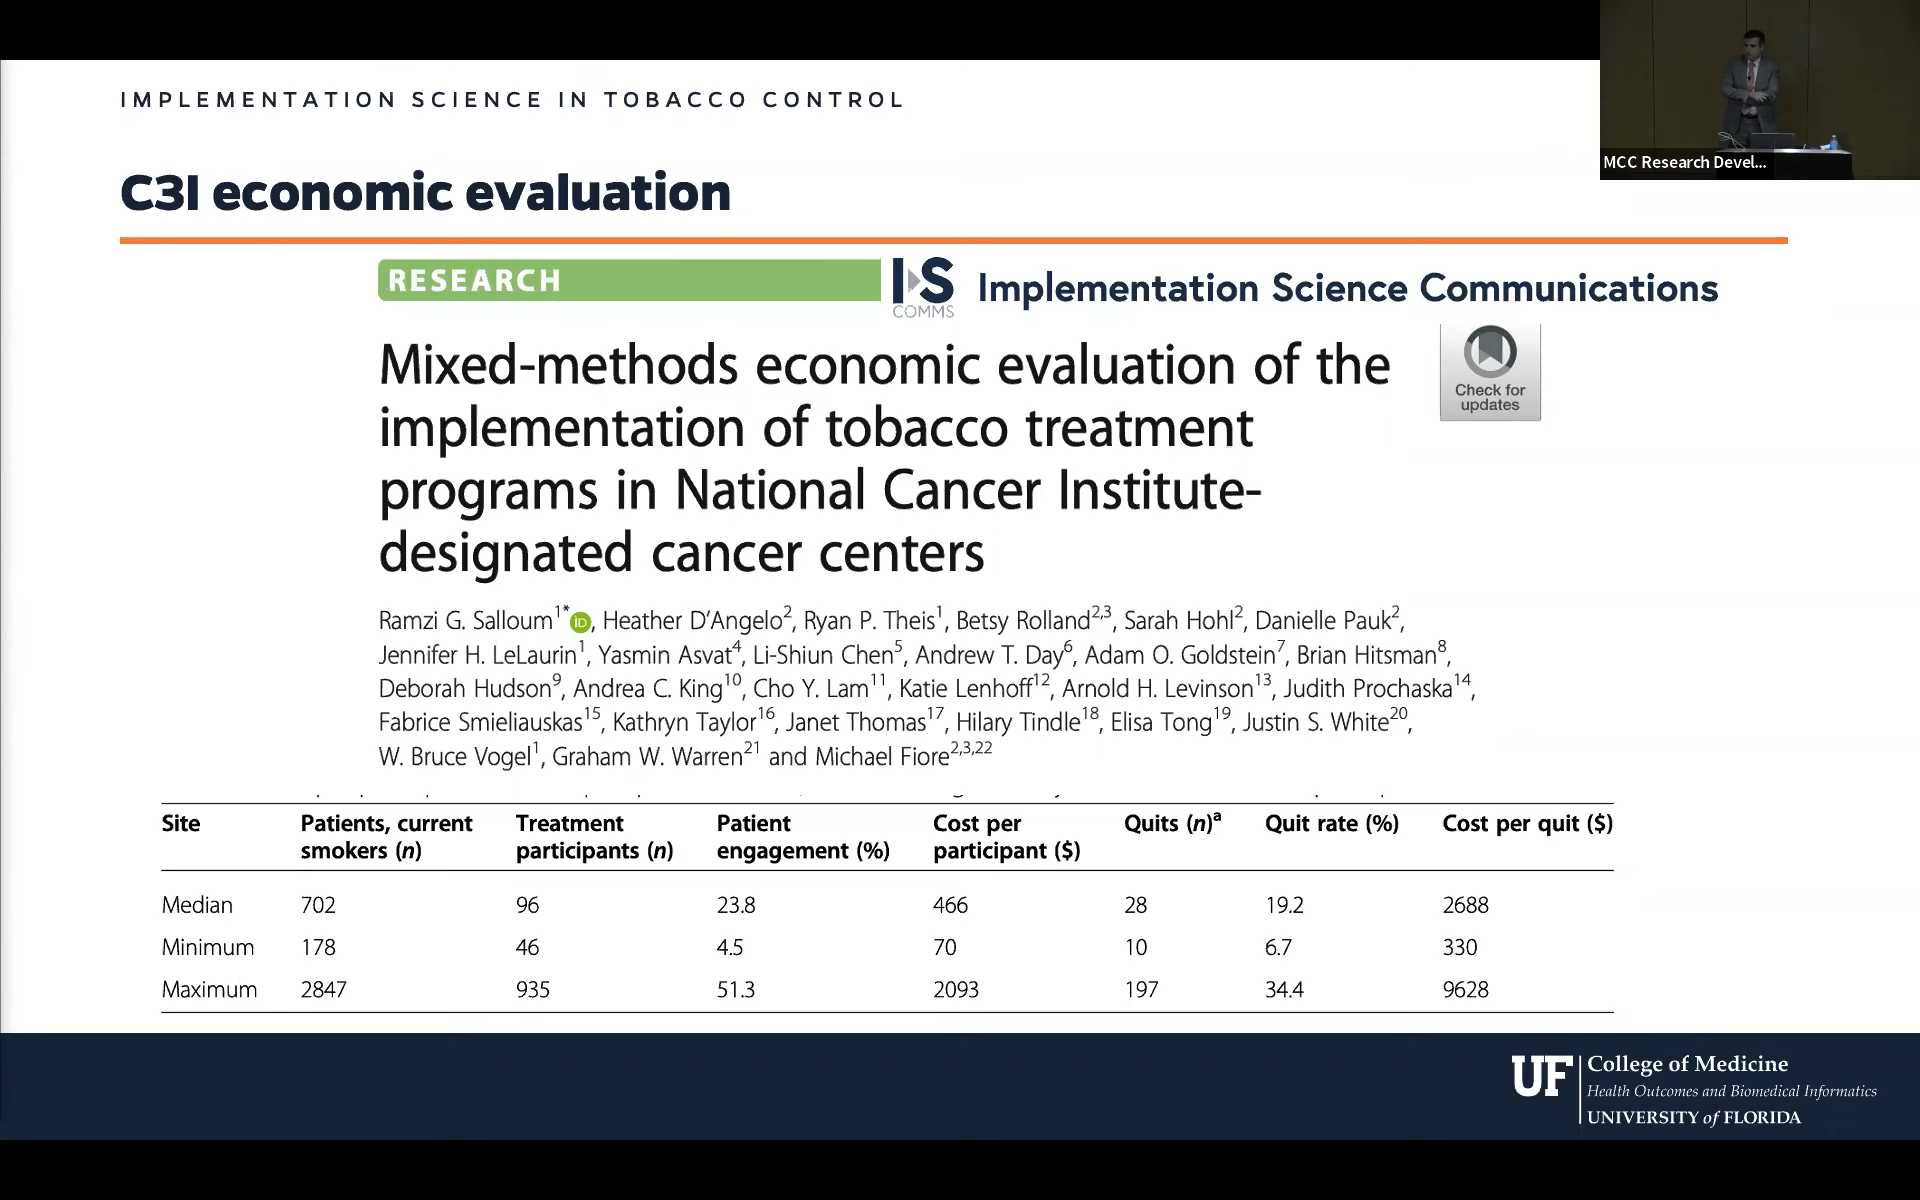 IMPLEMENTATION SCIENCE IN TOBACCO CONTROL
MCC Research Devel...
C3I economic evaluation
RESEARCH
I S
COMMS
Implementation Science Communications
Mixed-methods economic evaluation of the
implementation of tobacco treatment
programs in National Cancer Institute-
designated cancer centers
Check for
updates
Ramzi G. Salloum1* iD, Heather D'Angelo2, Ryan P. Theis1, Betsy Rolland2,3, Sarah Hohl2, Danielle Pauk2,
Jennifer H. LeLaurin1, Yasmin Asvat4, Li-Shiun Chen5, Andrew T. Day6, Adam O. Goldstein7, Brian Hitsman8,
Deborah Hudson9, Andrea C. King10, Cho Y. Lam11, Katie Lenhoff12, Arnold H. Levinson13, Judith Prochaska14,
Fabrice Smieliauskas15, Kathryn Taylor16, Janet Thomas17, Hilary Tindle18, Elisa Tong19, Justin S. White20,
W. Bruce Vogel1, Graham W. Warren21 and Michael Fiore2,3,22
Site Patients, current smokers (n) Treatment participants (n) Patient engagement (%) Cost per participant ($) Quits (n)a Quit rate (%) Cost per quit ($)
Median 702 96 23.8 466 28 19.2 2688
Minimum 178 46 4.5 70 10 6.7 330
Maximum 2847 935 51.3 2093 197 34.4 9628
UF College of Medicine
Health Outcomes and Biomedical Informatics
UNIVERSITY of FLORIDA